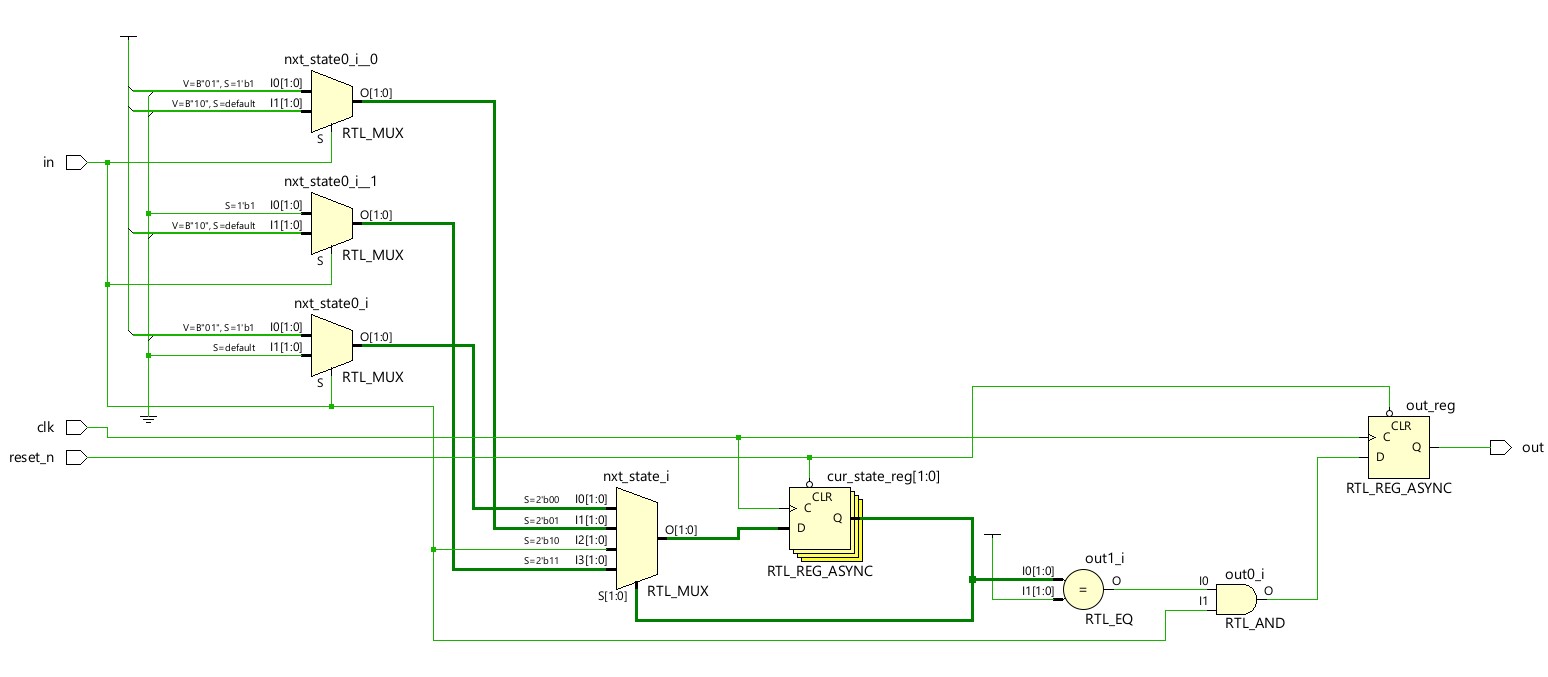 nxt_state0_i__0
V=B"01", S=1'b1 I0[1:0]
O[1:0]
V=B"10", S=default I1[1:0]
S RTL_MUX
in
nxt_state0_i__1
S=1'b1 I0[1:0]
O[1:0]
V=B"10", S=default I1[1:0]
S RTL_MUX
nxt_state0_i
V=B"01", S=1'b1 I0[1:0]
O[1:0]
S=default I1[1:0]
S RTL_MUX
clk
reset_n
out_reg
CLR
C
Q
D
RTL_REG_ASYNC
out
nxt_state_i
S=2'b00 I0[1:0]
S=2'b01 I1[1:0]
O[1:0]
S=2'b10 I2[1:0]
S=2'b11 I3[1:0]
S[1:0] RTL_MUX
cur_state_reg[1:0]
CLR
C
Q
D
RTL_REG_ASYNC
out1_i
I0[1:0]
O
=
I1[1:0]
RTL_EQ
out0_i
I0
O
I1
RTL_AND